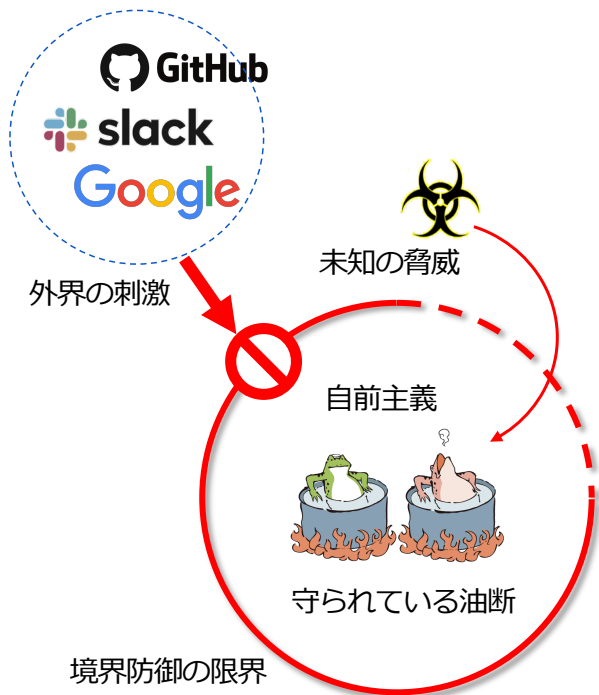 GitHub
slack
Google
外界の刺激
未知の脅威
自前主義
守られている油断
境界防御の限界